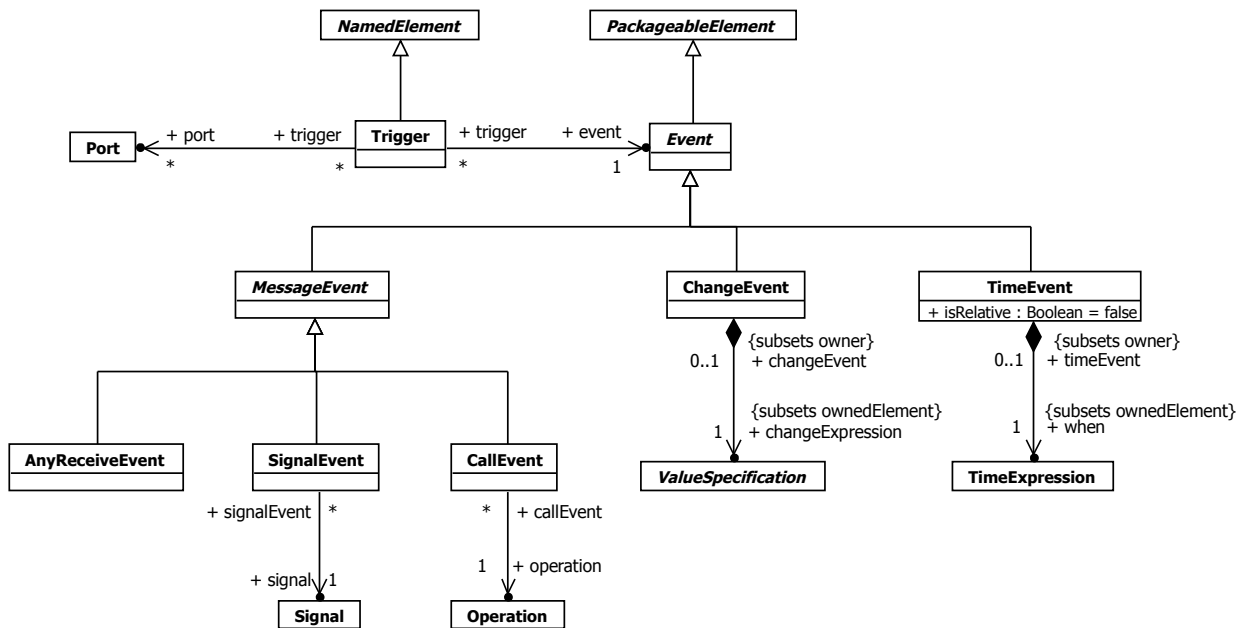 NamedElement
PackageableElement
Port
+ port
*
+ trigger
*
Trigger
+ trigger
*
+ event
1
Event
MessageEvent
ChangeEvent
TimeEvent
+ isRelative : Boolean = false
{subsets owner}
0..1
+ changeEvent
{subsets owner}
0..1
+ timeEvent
{subsets ownedElement}
1
+ changeExpression
{subsets ownedElement}
1
+ when
AnyReceiveEvent
SignalEvent
CallEvent
ValueSpecification
TimeExpression
+ signalEvent
*
*
+ callEvent
+ signal
1
1
+ operation
Signal
Operation